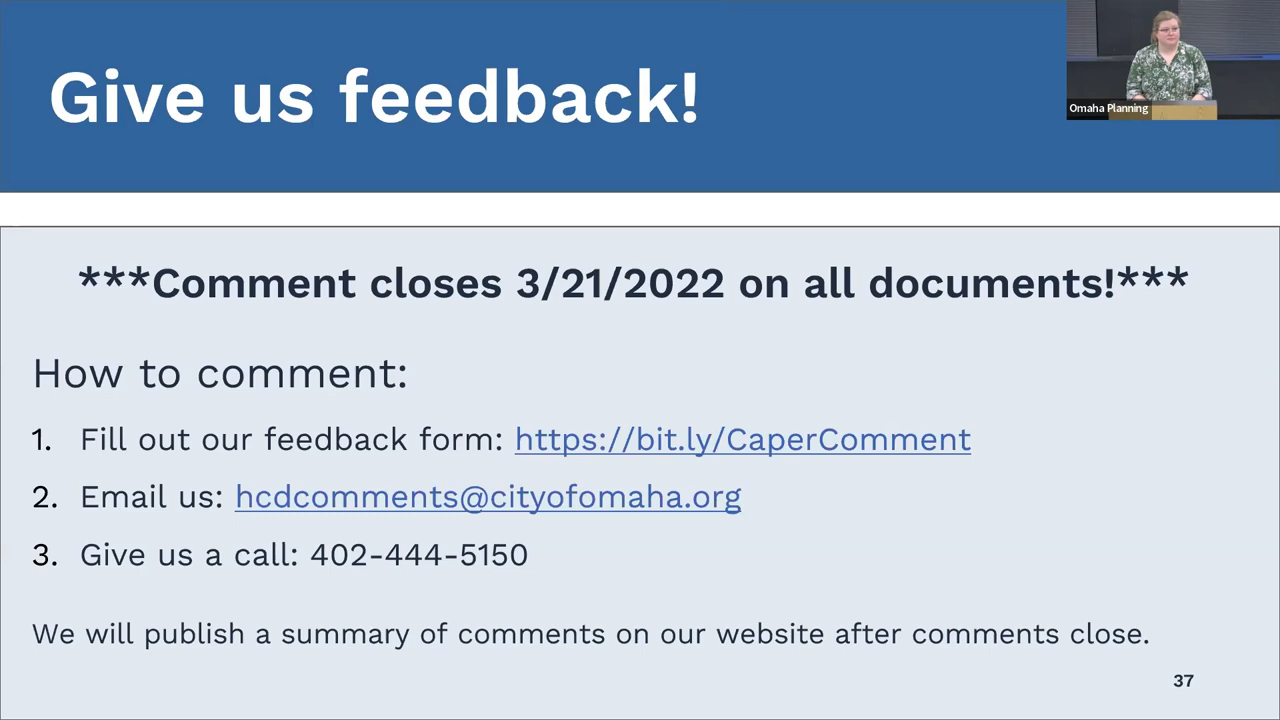 Give us feedback!
Omaha Planning
***Comment closes 3/21/2022 on all documents!***
How to comment:
1. Fill out our feedback form: https://bit.ly/CaperComment
2. Email us: hcdcomments@cityofomaha.org
3. Give us a call: 402-444-5150
We will publish a summary of comments on our website after comments close.
37